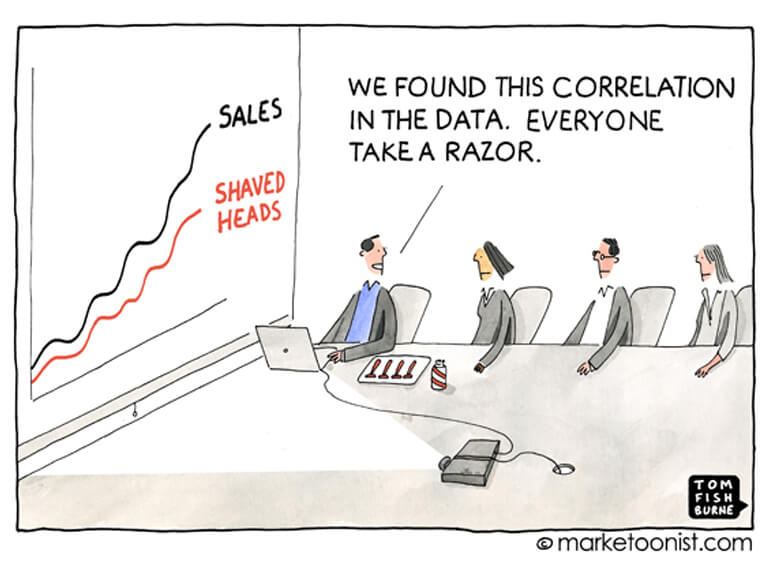 SALES
SHAVED
HEADS
WE FOUND THIS CORRELATION
IN THE DATA. EVERYONE
TAKE A RAZOR.
TOM
FISH
BURNE
© marketoonist.com